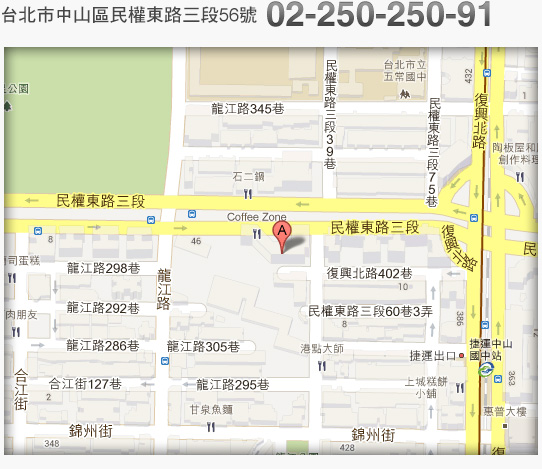 台北市中山區民權東路三段56號 02-250-250-91
公園
台北市立
五常國中
432
復興北路
龍江路345巷
民權東路三段39巷
民權東路三段75巷
陶板屋和
創作料理
石二鍋
民權東路三段
Coffee Zone
民權東路三段
A
8
46
復興北路
民
司蛋糕
龍江路298巷
龍江路
復興北路402巷
10
龍江路292巷
肉朋友
民權東路三段60巷3弄
8
386
龍江路286巷
龍江路305巷
港點大師
捷運出口
捷運中山
國中站
合江街
合江街127巷
龍江路295巷
上城糕餅
小舖
363
2
甘泉魚麵
惠普大樓
錦州街
錦州街
348
428
復